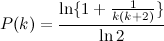 P(k) = \frac{\ln\{1 + \frac{1}{k(k+2)}\}}{\ln 2}